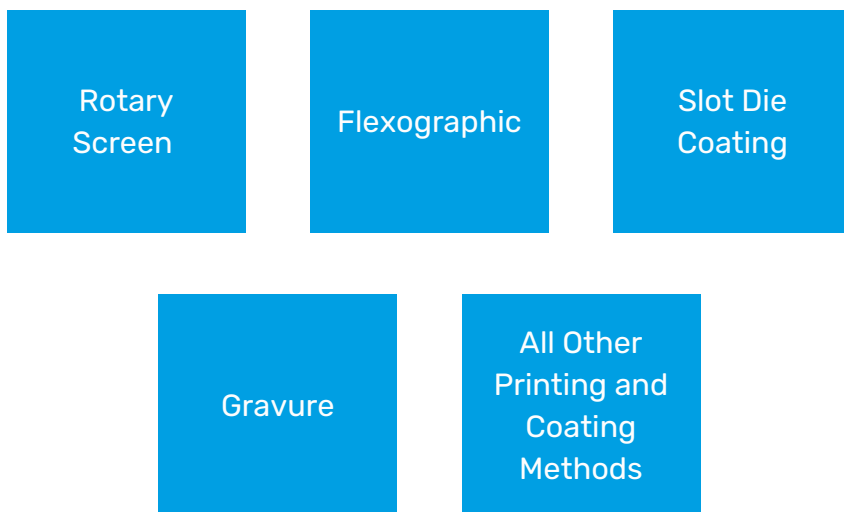 Rotary
Screen
Flexographic
Slot Die
Coating
Gravure
All Other
Printing and
Coating
Methods